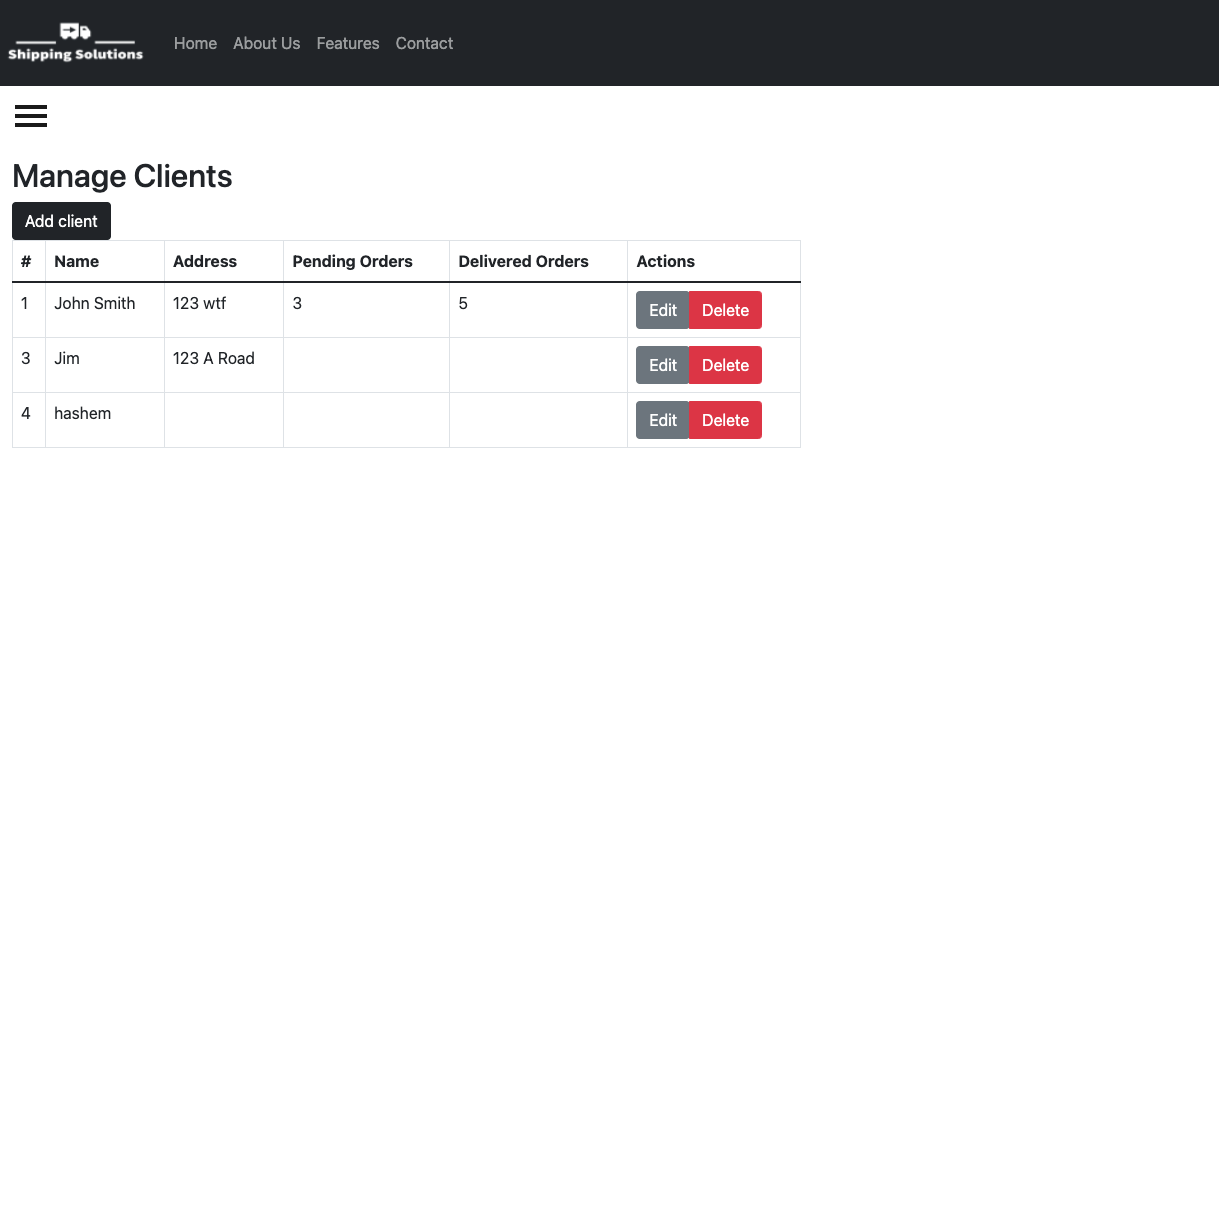 Shipping Solutions
Home About Us Features Contact
Manage Clients
Add client
# Name Address Pending Orders Delivered Orders Actions
1 John Smith 123 wtf 3 5 Edit Delete
3 Jim 123 A Road Edit Delete
4 hashem Edit Delete